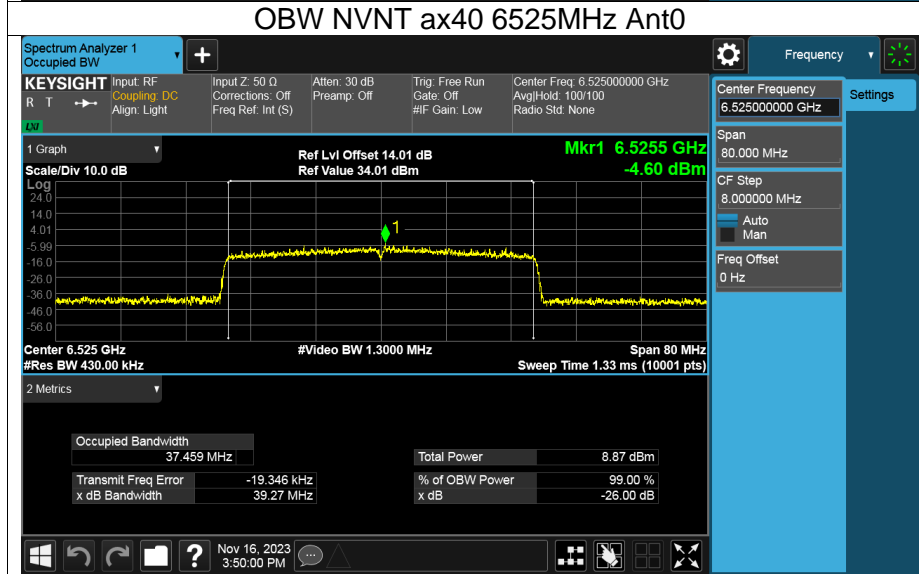 OBW NVNT ax40 6525MHz Ant0
Spectrum Analyzer 1
Occupied BW
+
Frequency
KEYSIGHT
R T
LXI
Input: RF
Coupling: DC
Align: Light
Input Z: 50 Ω
Corrections: Off
Freq Ref: Int (S)
Atten: 30 dB
Preamp: Off
Trig: Free Run
Gate: Off
#IF Gain: Low
Center Freq: 6.525000000 GHz
Avg|Hold: 100/100
Radio Std: None
Center Frequency
6.525000000 GHz
Settings
Span
80.000 MHz
CF Step
8.000000 MHz
Auto
Man
Freq Offset
0 Hz
1 Graph
Scale/Div 10.0 dB
Ref Lvl Offset 14.01 dB
Ref Value 34.01 dBm
Mkr1 6.5255 GHz
-4.60 dBm
Log
24.0
14.0
4.01
-5.99
-16.0
-26.0
-36.0
-46.0
-56.0
1
Center 6.525 GHz
#Res BW 430.00 kHz
#Video BW 1.3000 MHz
Span 80 MHz
Sweep Time 1.33 ms (10001 pts)
2 Metrics
Occupied Bandwidth
37.459 MHz
Transmit Freq Error -19.346 kHz
x dB Bandwidth 39.27 MHz
Total Power 8.87 dBm
% of OBW Power 99.00 %
x dB -26.00 dB
?
Nov 16, 2023
3:50:00 PM